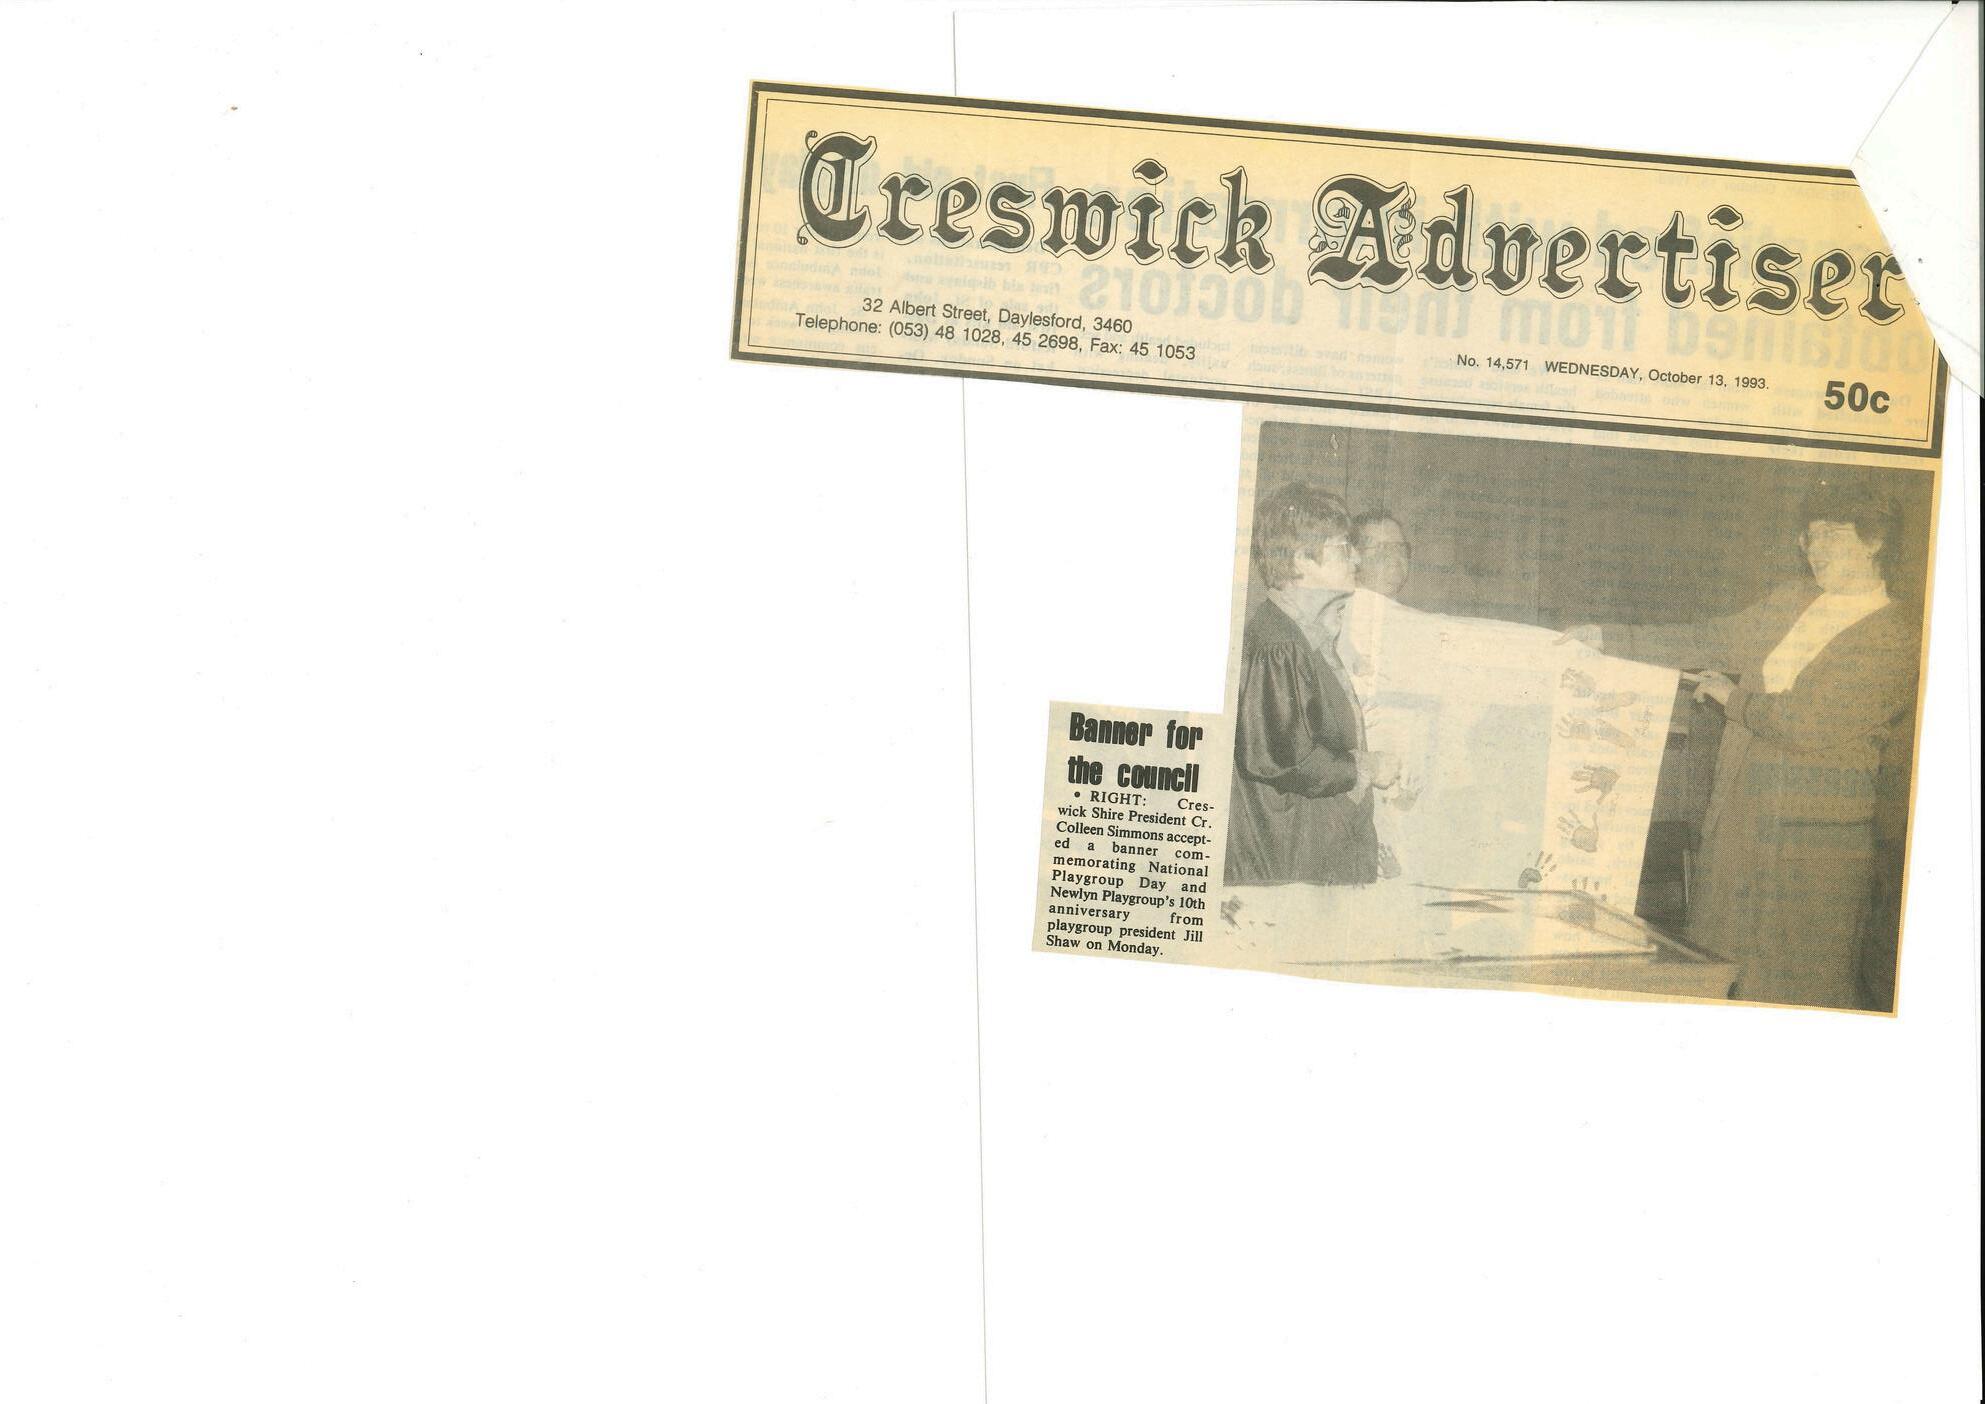 Creswick Advertiser
32 Albert Street, Daylesford, 3460
Telephone: (053) 48 1028, 45 2698, Fax: 45 1053
No. 14,571 WEDNESDAY, October 13, 1993.
50c
Banner for
the council
• RIGHT: Cres-
wick Shire President Cr.
Colleen Simmons accept-
ed a banner com-
memorating National
Playgroup Day and
Newlyn Playgroup's 10th
anniversary from
playgroup president Jill
Shaw on Monday.